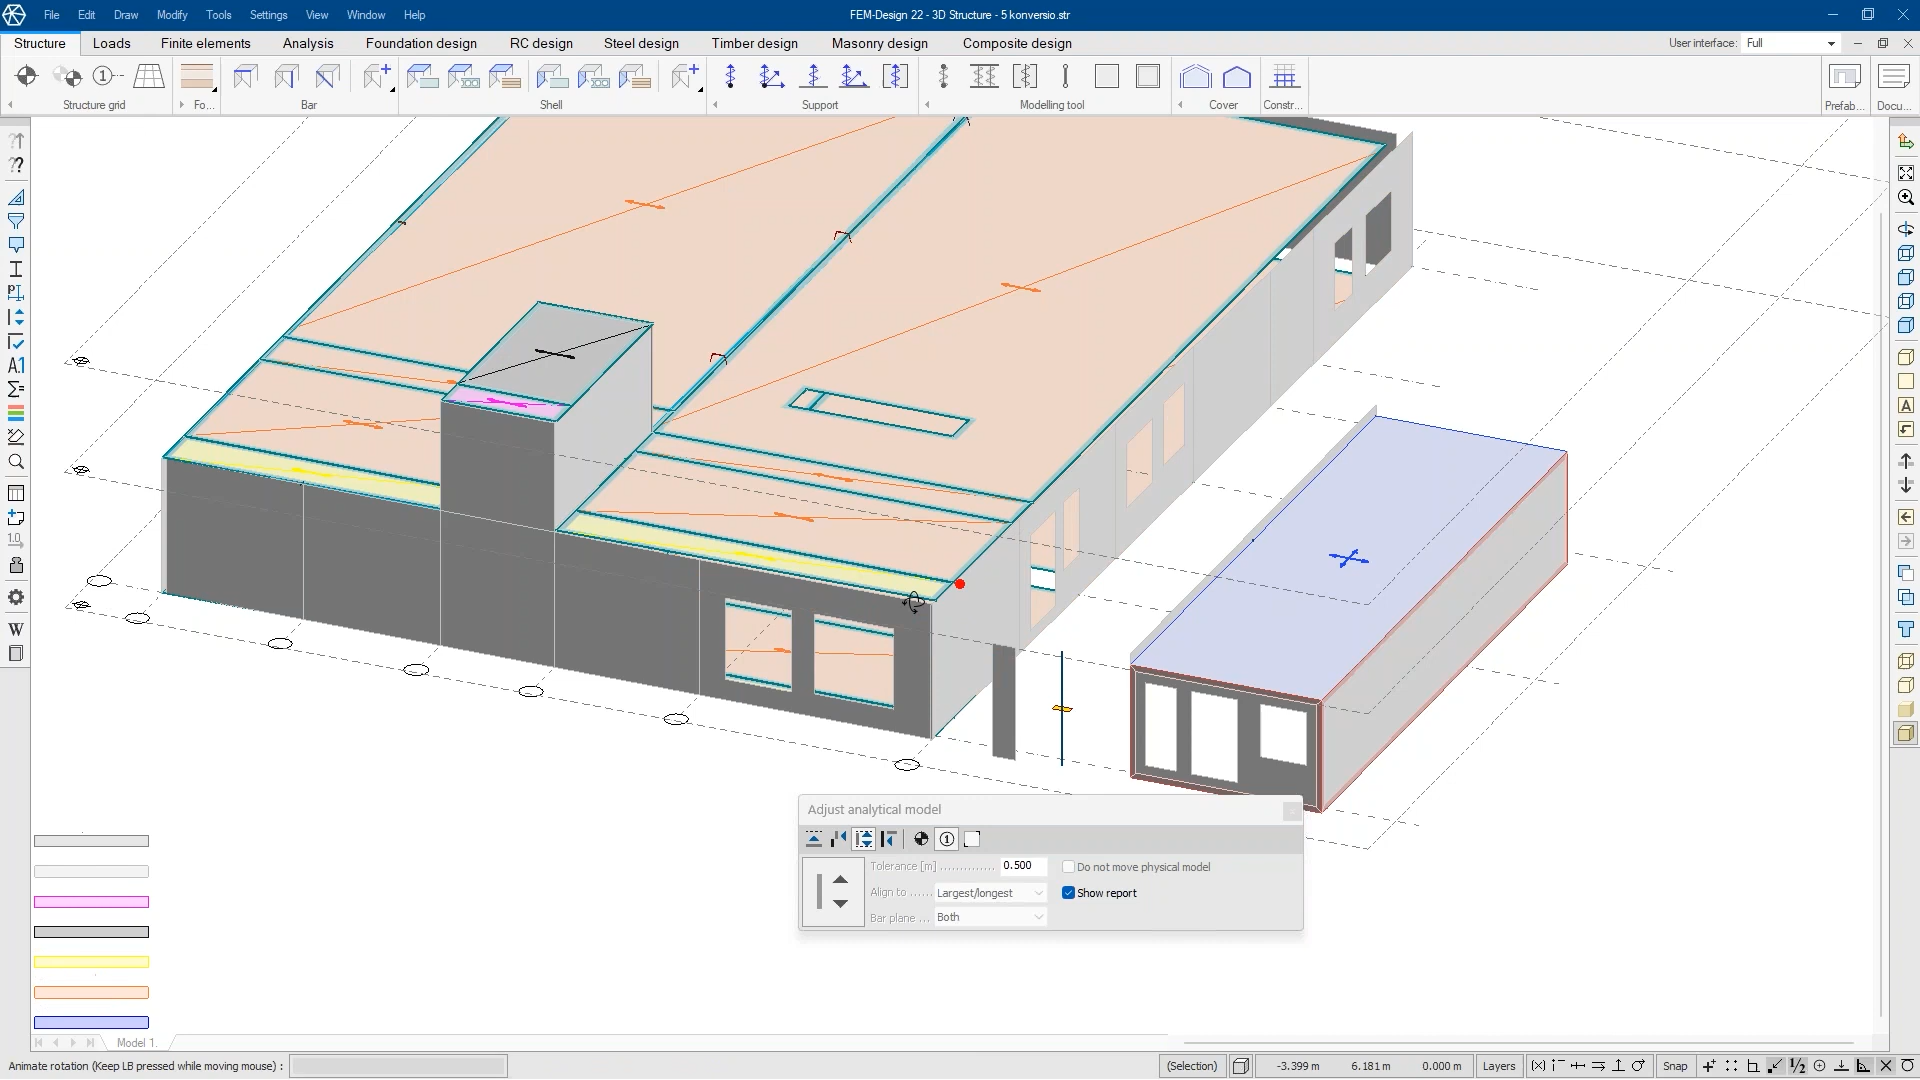 File Edit Draw Modify Tools Settings View Window Help
FEM-Design 22 - 3D Structure - 5 konversio.str
Structure Loads Finite elements Analysis Foundation design RC design Steel design Timber design Masonry design Composite design
User interface: Full
Structure grid Fo... Bar Shell Support Modelling tool Cover Constr... Prefab... Docu...
Adjust analytical model
Tolerance [m] 0.500
Do not move physical model
Align to Largest/longest
Show report
Bar plane Both
Model 1.
Animate rotation (Keep LB pressed while moving mouse) :
(Selection)
-3.399 m 6.181 m 0.000 m
Layers
Snap